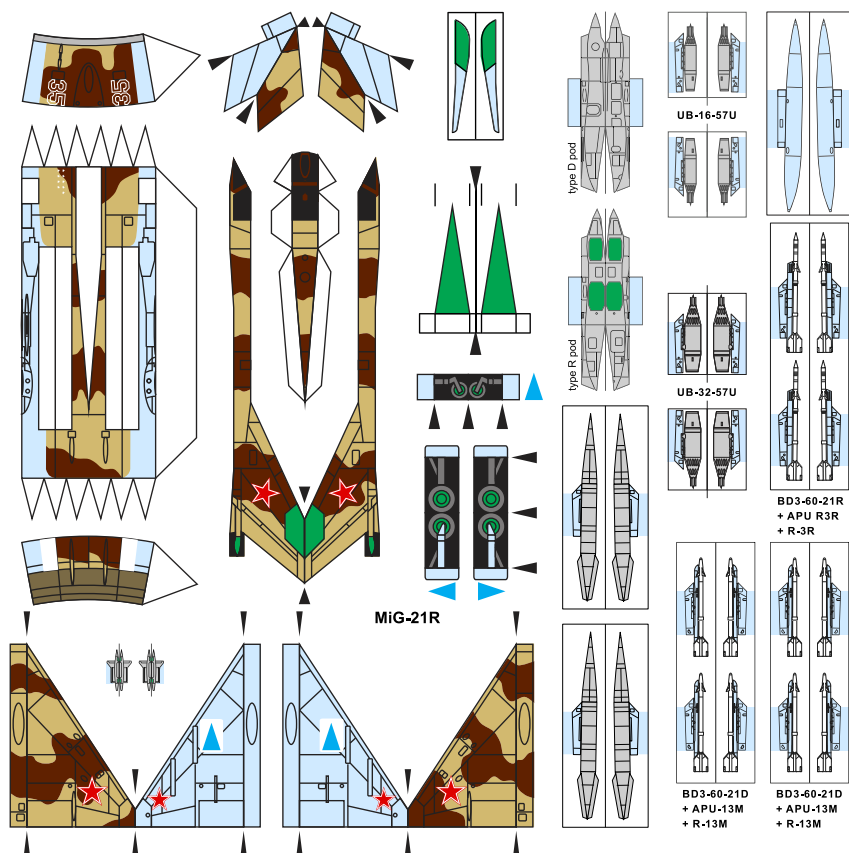 35
35
UB-16-57U
type D pod
type R pod
UB-32-57U
BD3-60-21R
+ APU R3R
+ R-3R
MiG-21R
BD3-60-21D
+ APU-13M
+ R-13M
BD3-60-21D
+ APU-13M
+ R-13M